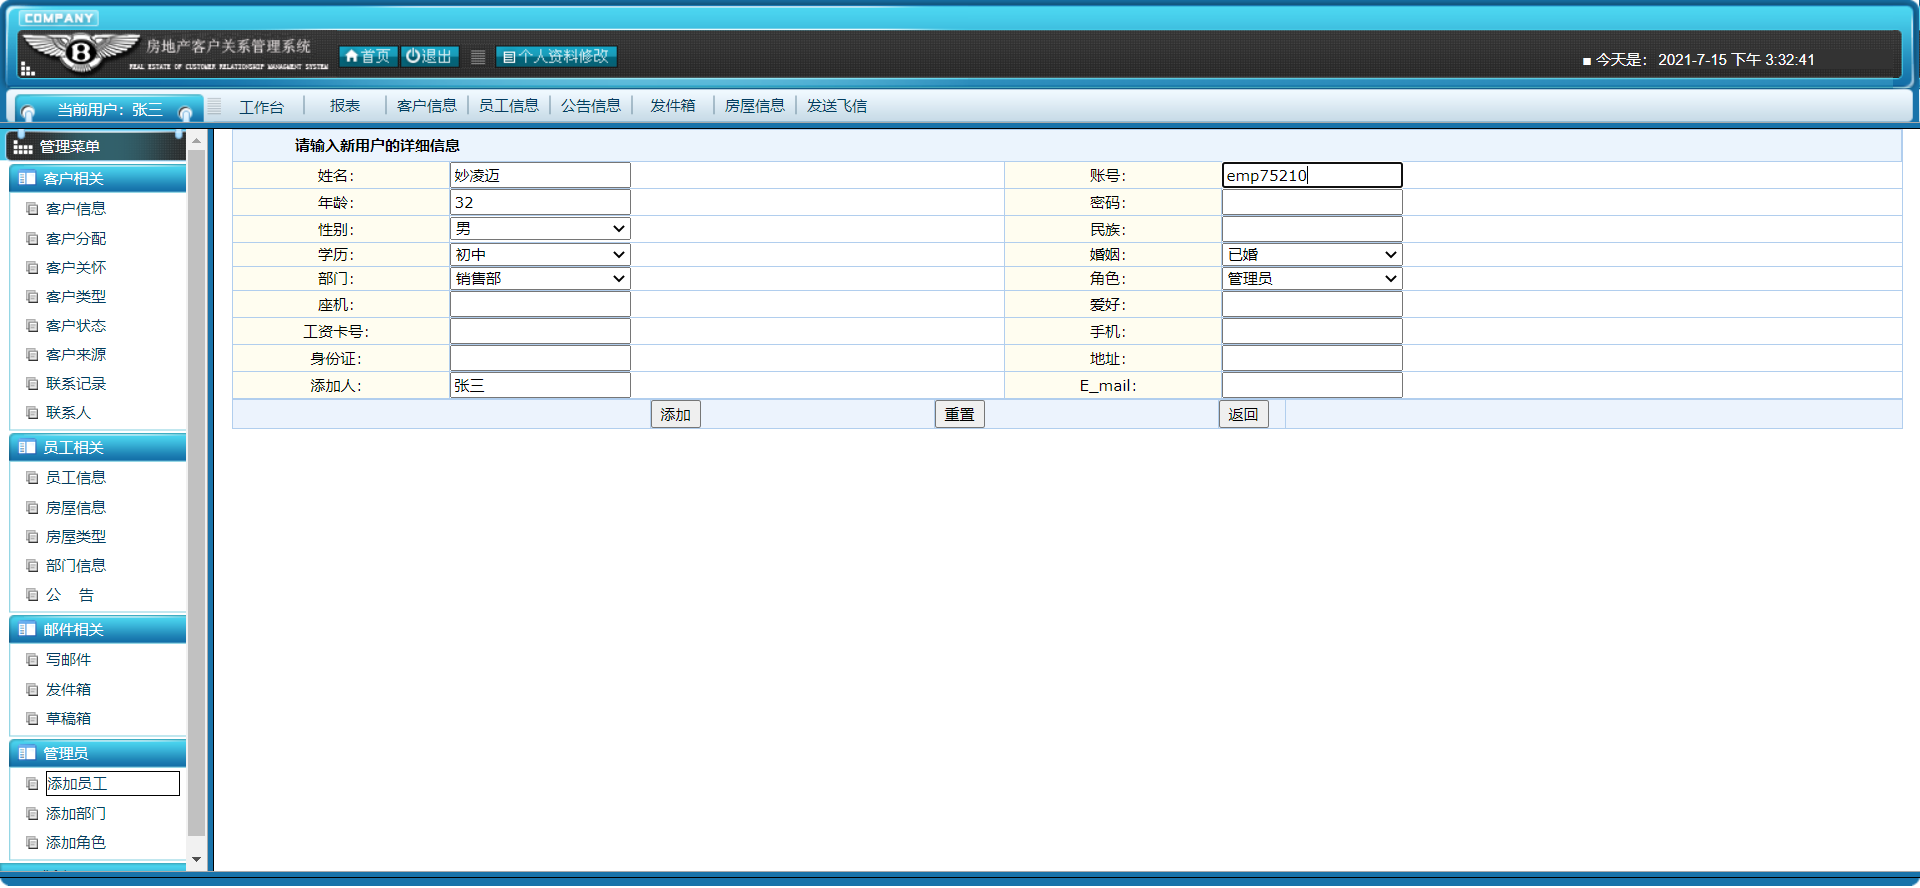 COMPANY
房地产客户关系管理系统
REAL ESTATE OF CUSTOMER RELATIONSHIP MANAGMENT SYSTEM
首页 退出 个人资料修改
今天是： 2021-7-15 下午 3:32:41
当前用户：张三
工作台 报表 客户信息 员工信息 公告信息 发件箱 房屋信息 发送飞信
管理菜单
客户相关
客户信息
客户分配
客户关怀
客户类型
客户状态
客户来源
联系记录
联系人
员工相关
员工信息
房屋信息
房屋类型
部门信息
公 告
邮件相关
写邮件
发件箱
草稿箱
管理员
添加员工
添加部门
添加角色
请输入新用户的详细信息
姓名： 妙凌迈 账号： emp75210
年龄： 32 密码：
性别： 男 民族：
学历： 初中 婚姻： 已婚
部门： 销售部 角色： 管理员
座机： 爱好：
工资卡号： 手机：
身份证： 地址：
添加人： 张三 E_mail：
添加 重置 返回